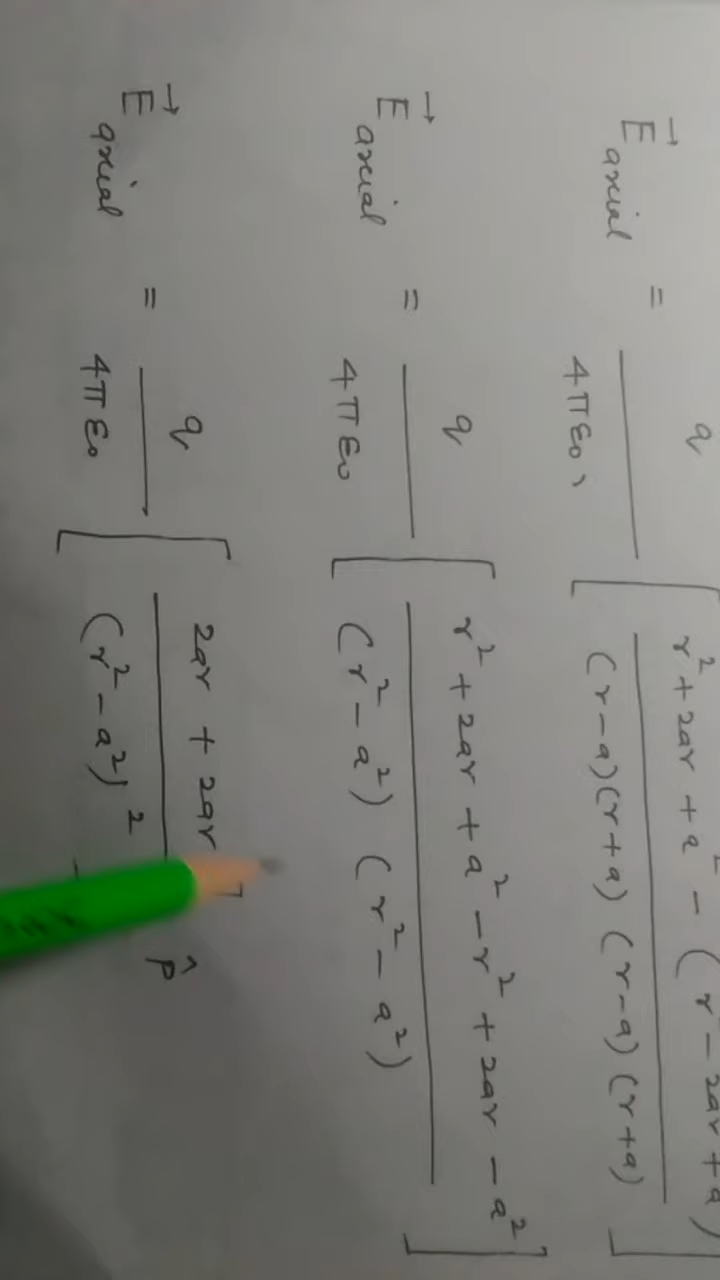 E⃗ axial = q / 4πε₀ [ r² + 2ar + a² − (r² − 2ar + a²) / (r−a)(r+a) (r−a)(r+a) ]
E⃗ axial = q / 4πε₀ [ r² + 2ar + a² − r² + 2ar − a² / (r² − a²) (r² − a²) ]
E⃗ axial = q / 4πε₀ [ 2ar + 2ar / (r² − a²)² ] p̂